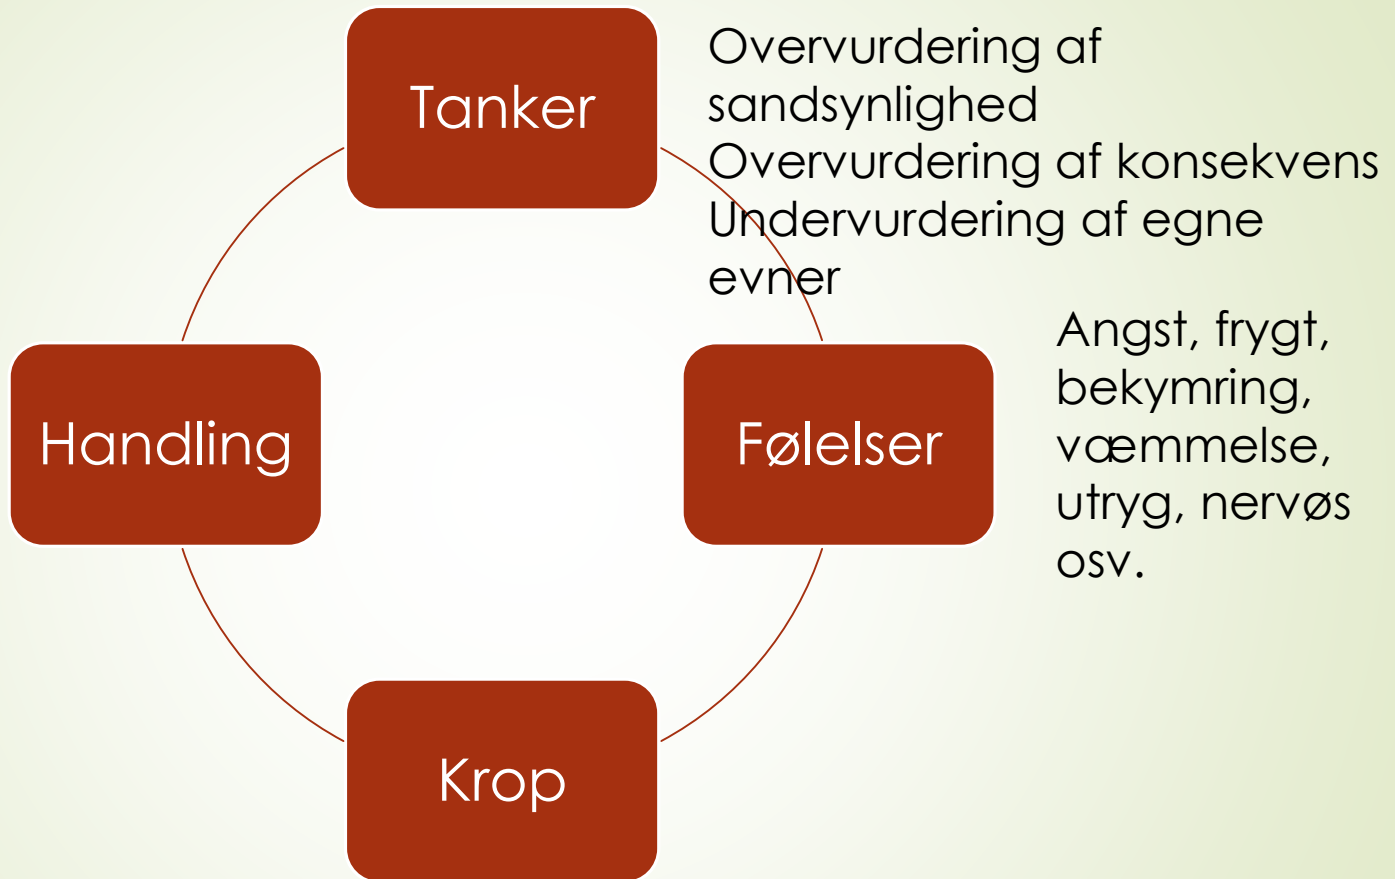 Tanker
Overvurdering af
sandsynlighed
Overvurdering af konsekvens
Undervurdering af egne
evner
Handling
Følelser
Angst, frygt,
bekymring,
væmmelse,
utryg, nervøs
osv.
Krop